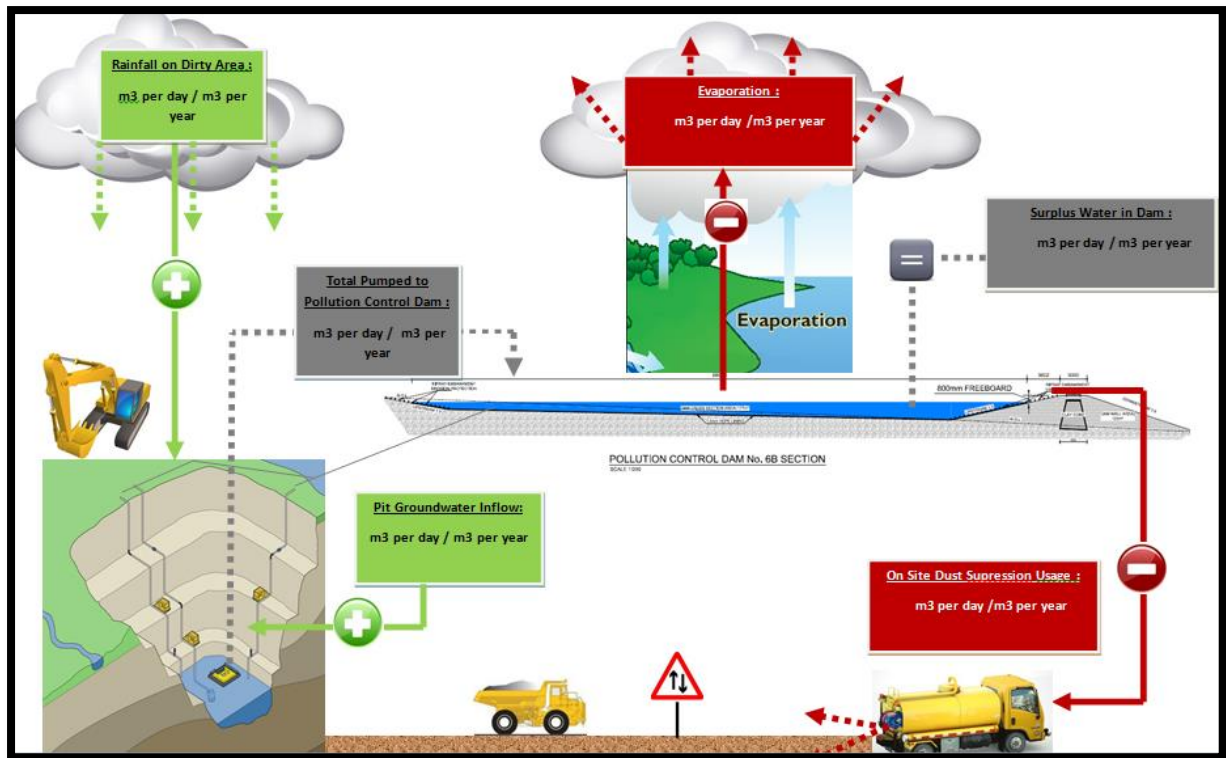 Rainfall on Dirty Area :
m3 per day / m3 per
year
Evaporation :
m3 per day /m3 per year
Surplus Water in Dam :
m3 per day / m3 per year
Total Pumped to
Pollution Control Dam :
m3 per day / m3 per
year
Evaporation
800mm FREEBOARD
POLLUTION CONTROL DAM No. 6B SECTION
Pit Groundwater Inflow:
m3 per day / m3 per year
On Site Dust Supression Usage :
m3 per day /m3 per year